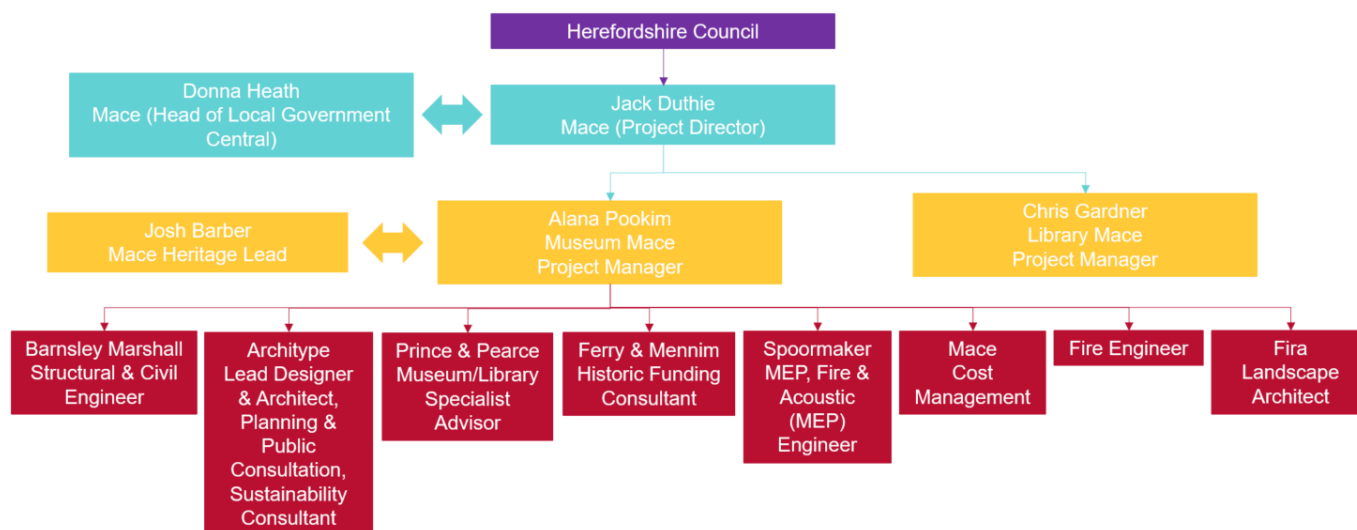 Herefordshire Council
Donna Heath
Mace (Head of Local Government
Central)
Jack Duthie
Mace (Project Director)
Josh Barber
Mace Heritage Lead
Alana Pookim
Museum Mace
Project Manager
Chris Gardner
Library Mace
Project Manager
Barnsley Marshall
Structural & Civil
Engineer
Architype
Lead Designer
& Architect,
Planning &
Public
Consultation,
Sustainability
Consultant
Prince & Pearce
Museum/Library
Specialist
Advisor
Ferry & Mennim
Historic Funding
Consultant
Spoormaker
MEP, Fire &
Acoustic
(MEP)
Engineer
Mace
Cost
Management
Fire Engineer
Fira
Landscape
Architect